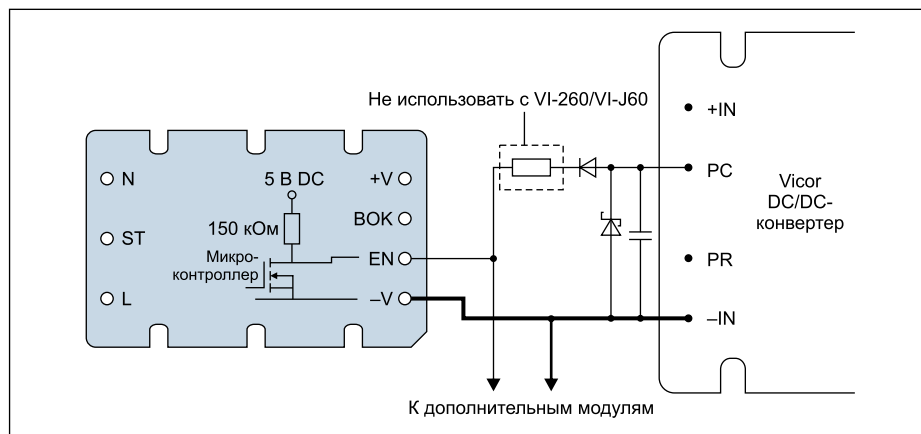 Не использовать с VI-260/VI-J60
N
ST
L
5 В DC
150 кОм
Микро-
контроллер
+V
BOK
EN
–V
+IN
PC
PR
–IN
Vicor
DC/DC-
конвертер
К дополнительным модулям